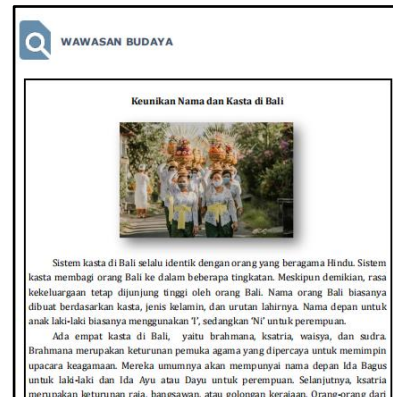 WAWASAN BUDAYA
Keunikan Nama dan Kasta di Bali
Sistem kasta di Bali selalu identik dengan orang yang beragama Hindu. Sistem
kasta membagi orang Bali ke dalam beberapa tingkatan. Meskipun demikian, rasa
kekeluargaan tetap dijunjung tinggi oleh orang Bali. Nama orang Bali biasanya
dibuat berdasarkan kasta, jenis kelamin, dan urutan lahirnya. Nama depan untuk
anak laki-laki biasanya menggunakan ‘I’, sedangkan ‘Ni’ untuk perempuan.
Ada empat kasta di Bali, yaitu brahmana, ksatria, waisya, dan sudra.
Brahmana merupakan keturunan pemuka agama yang dipercaya untuk memimpin
upacara keagamaan. Mereka umumnya akan mempunyai nama depan Ida Bagus
untuk laki-laki dan Ida Ayu atau Dayu untuk perempuan. Selanjutnya, ksatria
merupakan keturunan raja, bangsawan, atau golongan kerajaan. Orang-orang dari